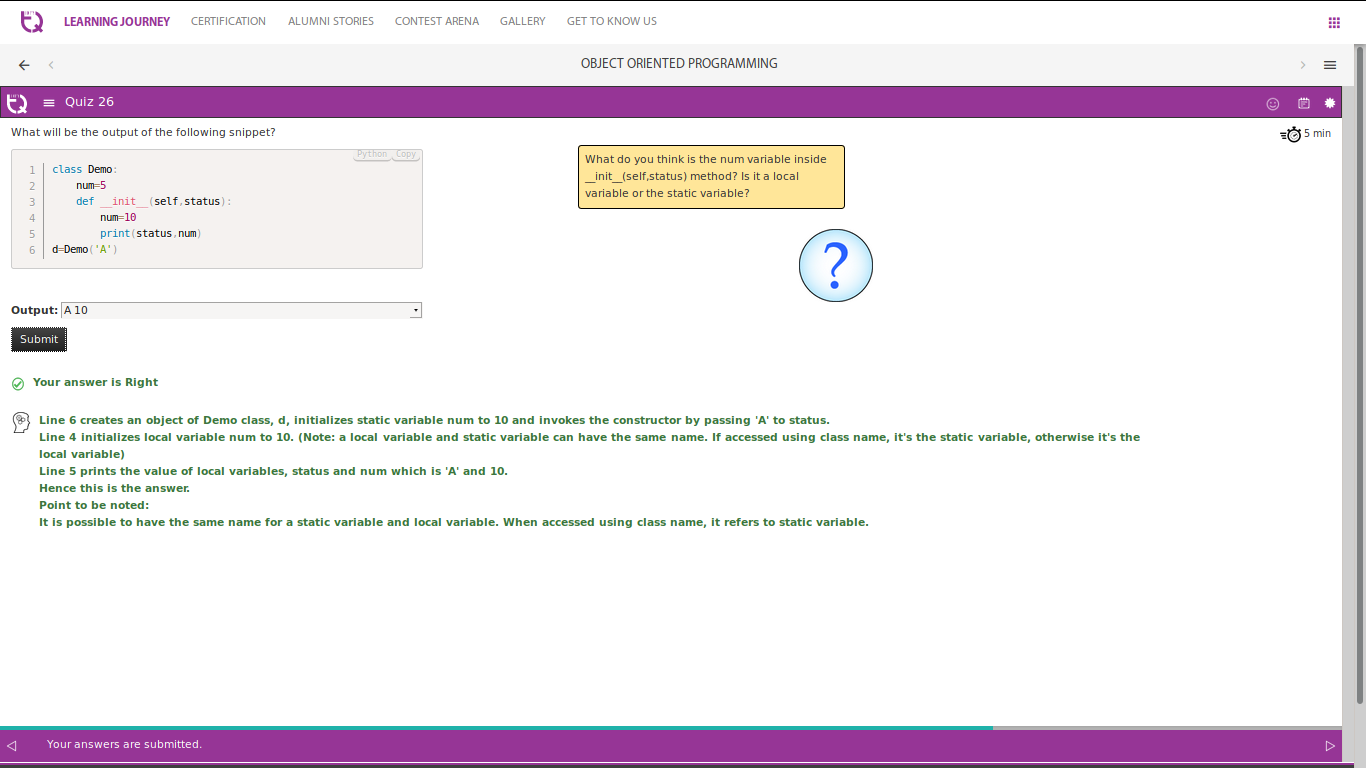 LEARNING JOURNEY CERTIFICATION ALUMNI STORIES CONTEST ARENA GALLERY GET TO KNOW US
OBJECT ORIENTED PROGRAMMING
Quiz 26
What will be the output of the following snippet?
5 min
Python Copy
1 class Demo:
2 num=5
3 def __init__(self,status):
4 num=10
5 print(status,num)
6 d=Demo('A')
What do you think is the num variable inside
__init__(self,status) method? Is it a local
variable or the static variable?
?
Output: A 10
Submit
Your answer is Right
Line 6 creates an object of Demo class, d, initializes static variable num to 10 and invokes the constructor by passing 'A' to status.
Line 4 initializes local variable num to 10. (Note: a local variable and static variable can have the same name. If accessed using class name, it's the static variable, otherwise it's the
local variable)
Line 5 prints the value of local variables, status and num which is 'A' and 10.
Hence this is the answer.
Point to be noted:
It is possible to have the same name for a static variable and local variable. When accessed using class name, it refers to static variable.
Your answers are submitted.